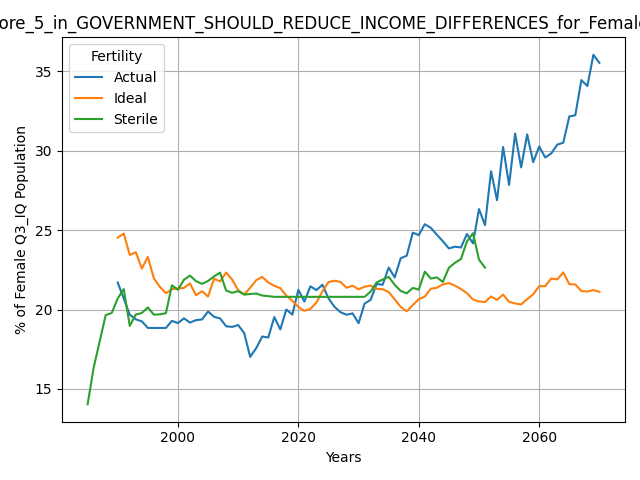 ore_5_in_GOVERNMENT_SHOULD_REDUCE_INCOME_DIFFERENCES_for_Female
Fertility
Actual
Ideal
Sterile
% of Female Q3_IQ Population
35
30
25
20
15
2000
2020
2040
2060
Years